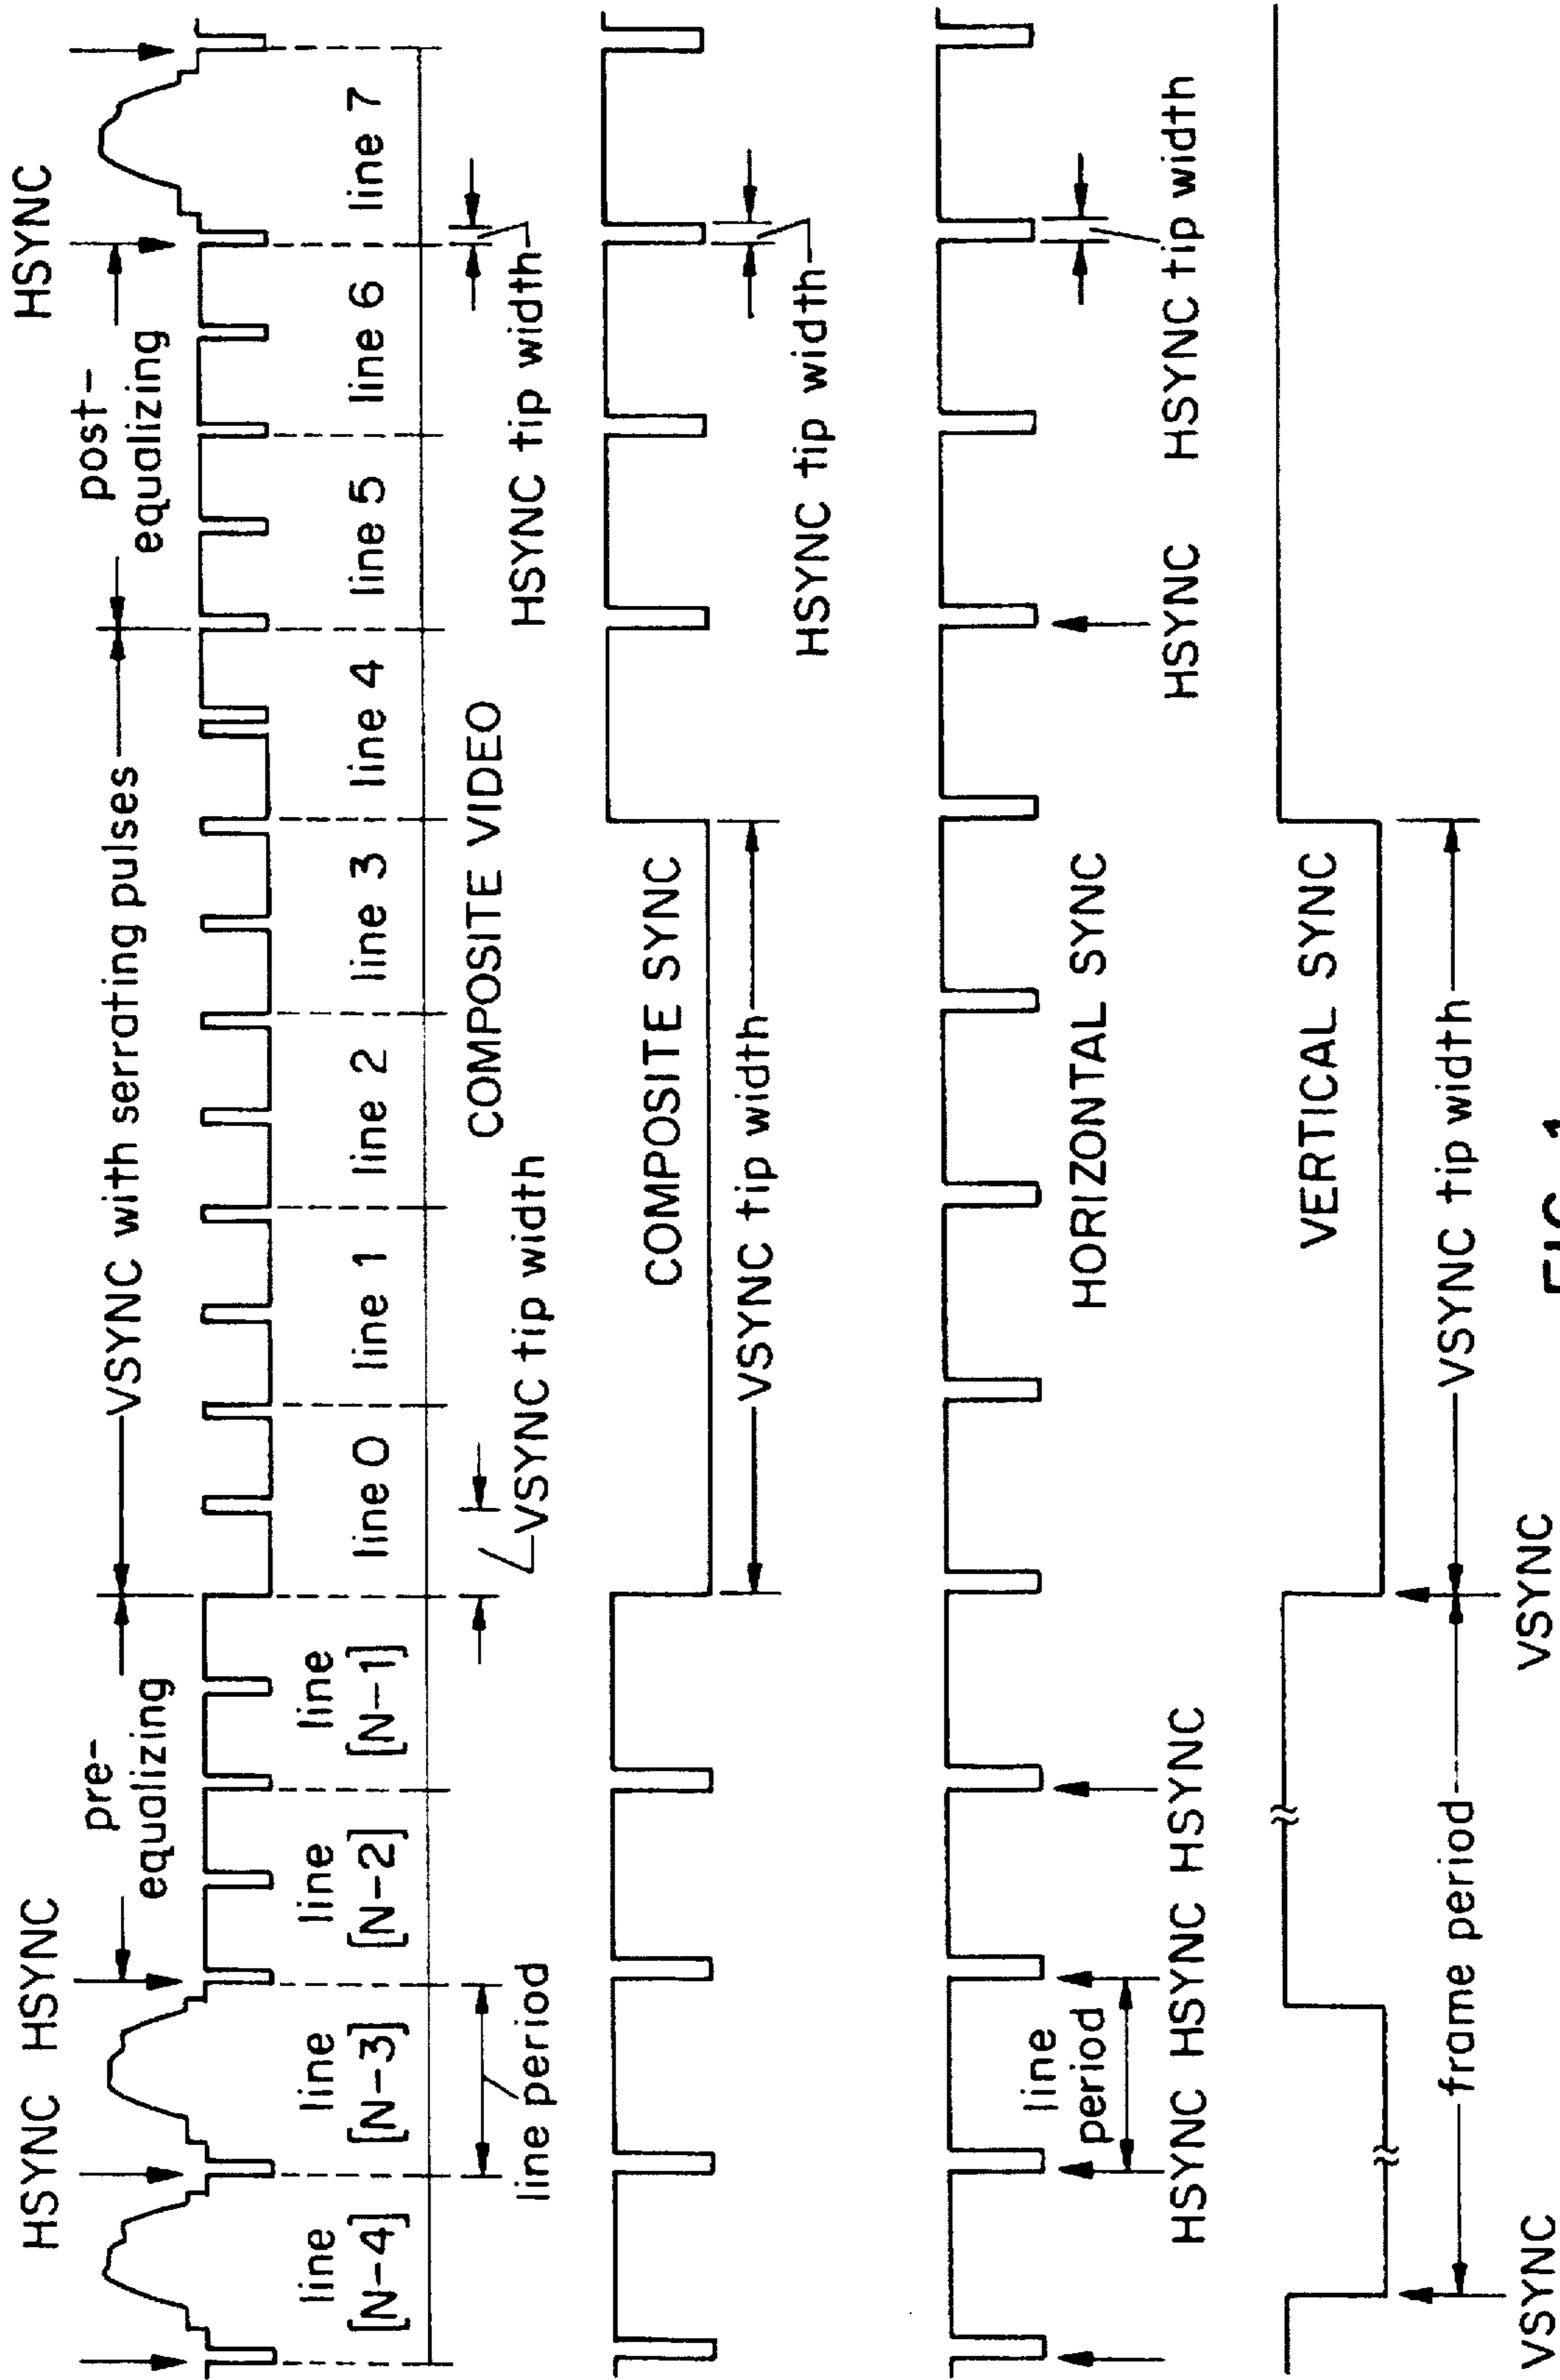 HSYNC HSYNC
HSYNC
pre-
equalizing
VSYNC with serrating pulses
post-
equalizing
line
[N-4]
line
[N-3]
line
[N-2]
line
[N-1]
line 0
line 1
line 2
line 3
line 4
line 5
line 6
line 7
line period
VSYNC tip width
COMPOSITE VIDEO
HSYNC tip width
COMPOSITE SYNC
VSYNC tip width
HSYNC tip width
line
period
HSYNC HSYNC HSYNC
HORIZONTAL SYNC
HSYNC
HSYNC tip width
VERTICAL SYNC
frame period
VSYNC tip width
VSYNC
VSYNC
FIG. 1